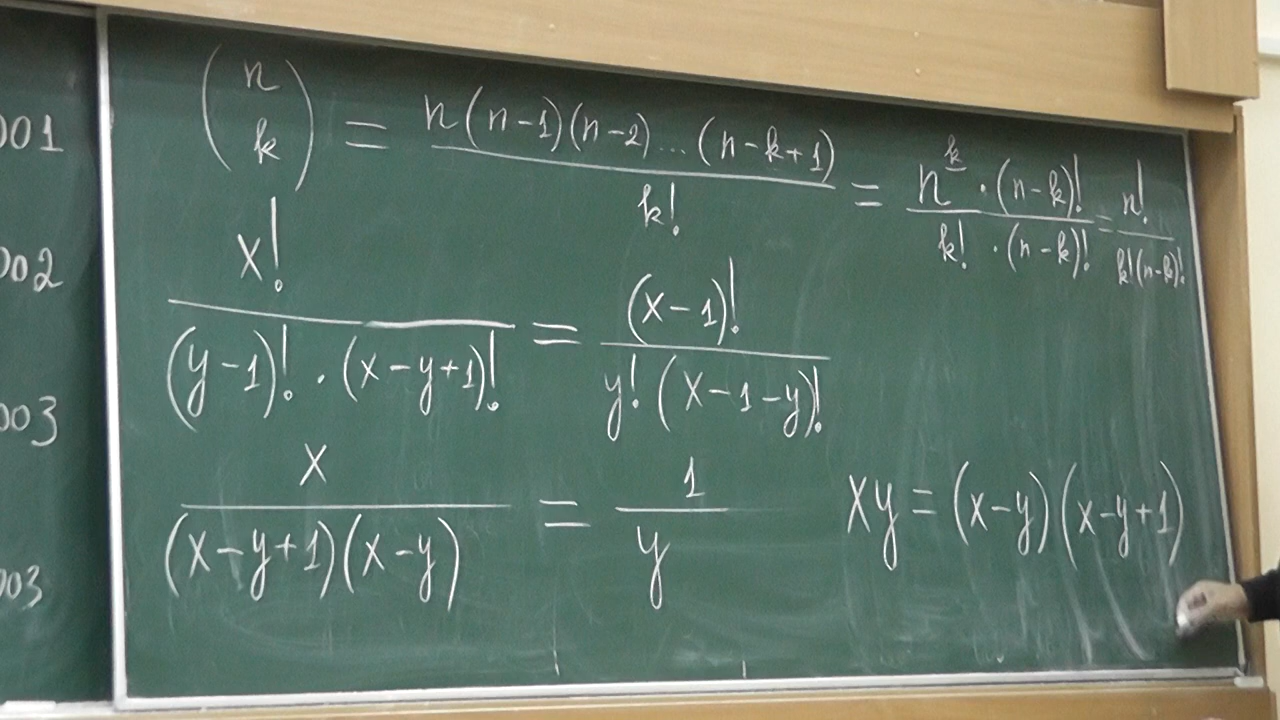 001
002
003
003
(n k) = n(n-1)(n-2)...(n-k+1) / k! = n^k · (n-k)! / k! · (n-k)! = n! / k!(n-k)!
x! / (y-1)! · (x-y+1)! = (x-1)! / y! (x-1-y)!
x / (x-y+1)(x-y) = 1 / y
xy = (x-y)(x-y+1)